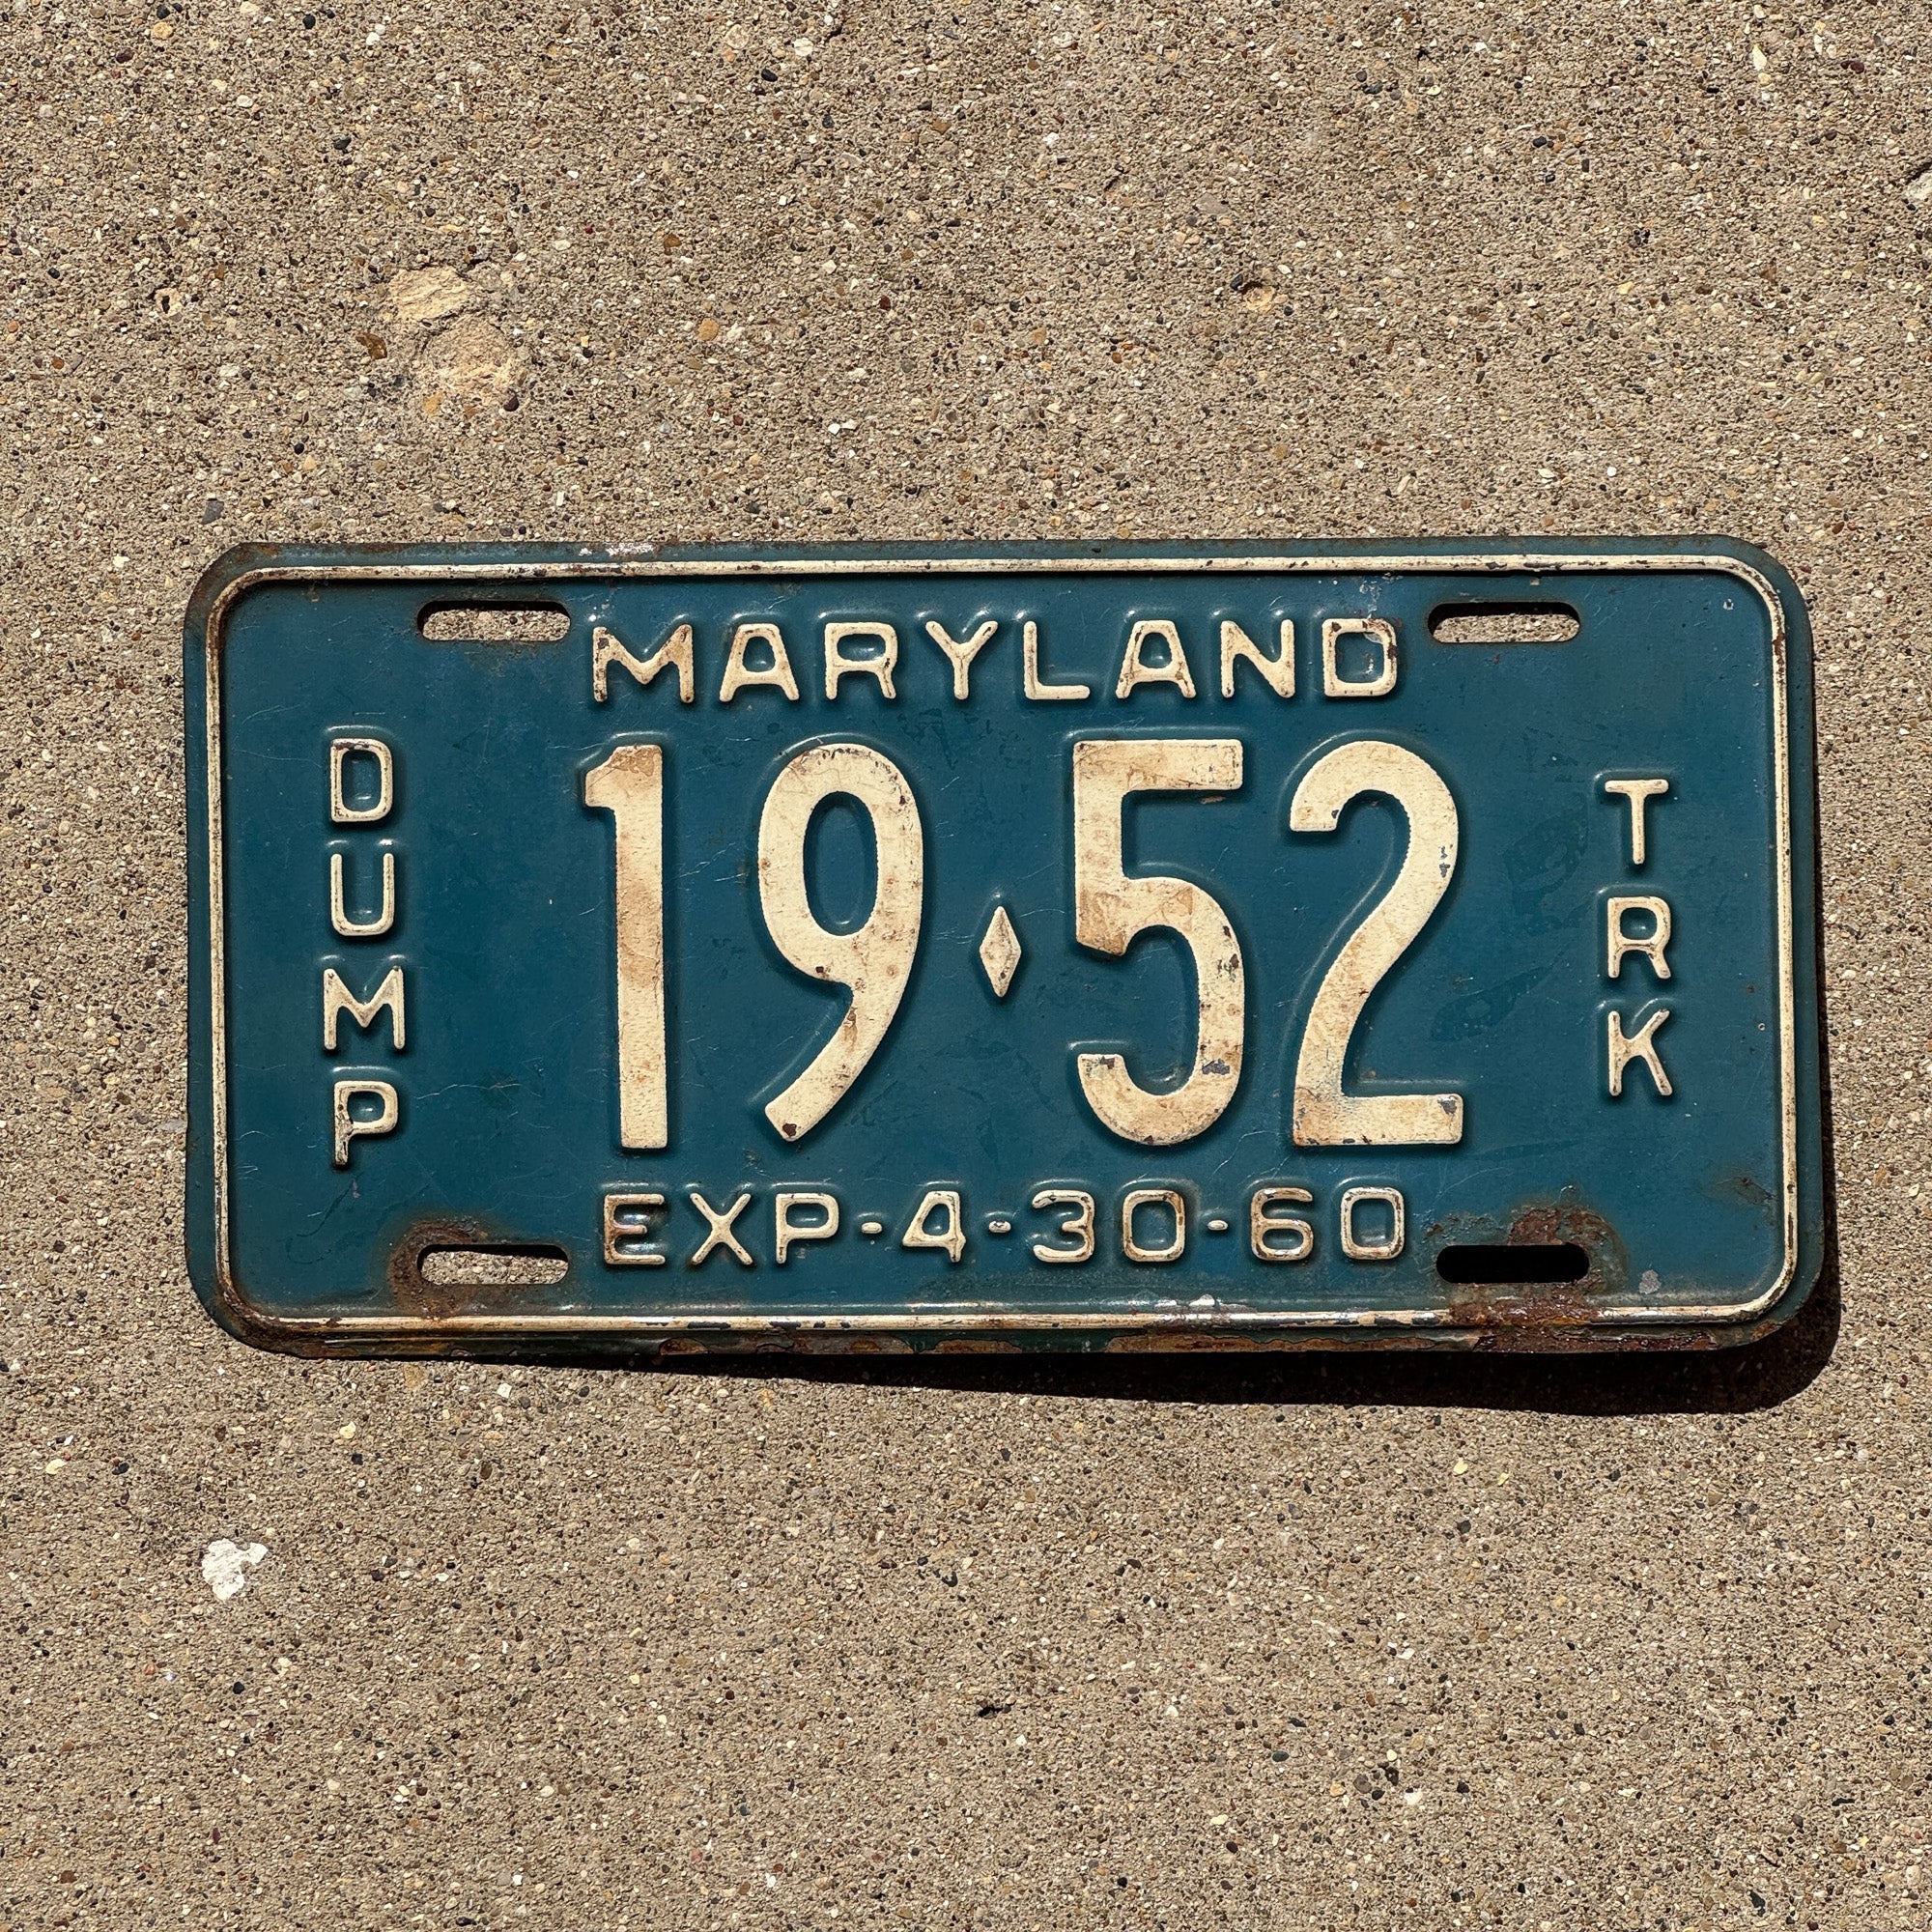 MARYLAND
DUMP
19♦52
TRK
EXP-4-30-60